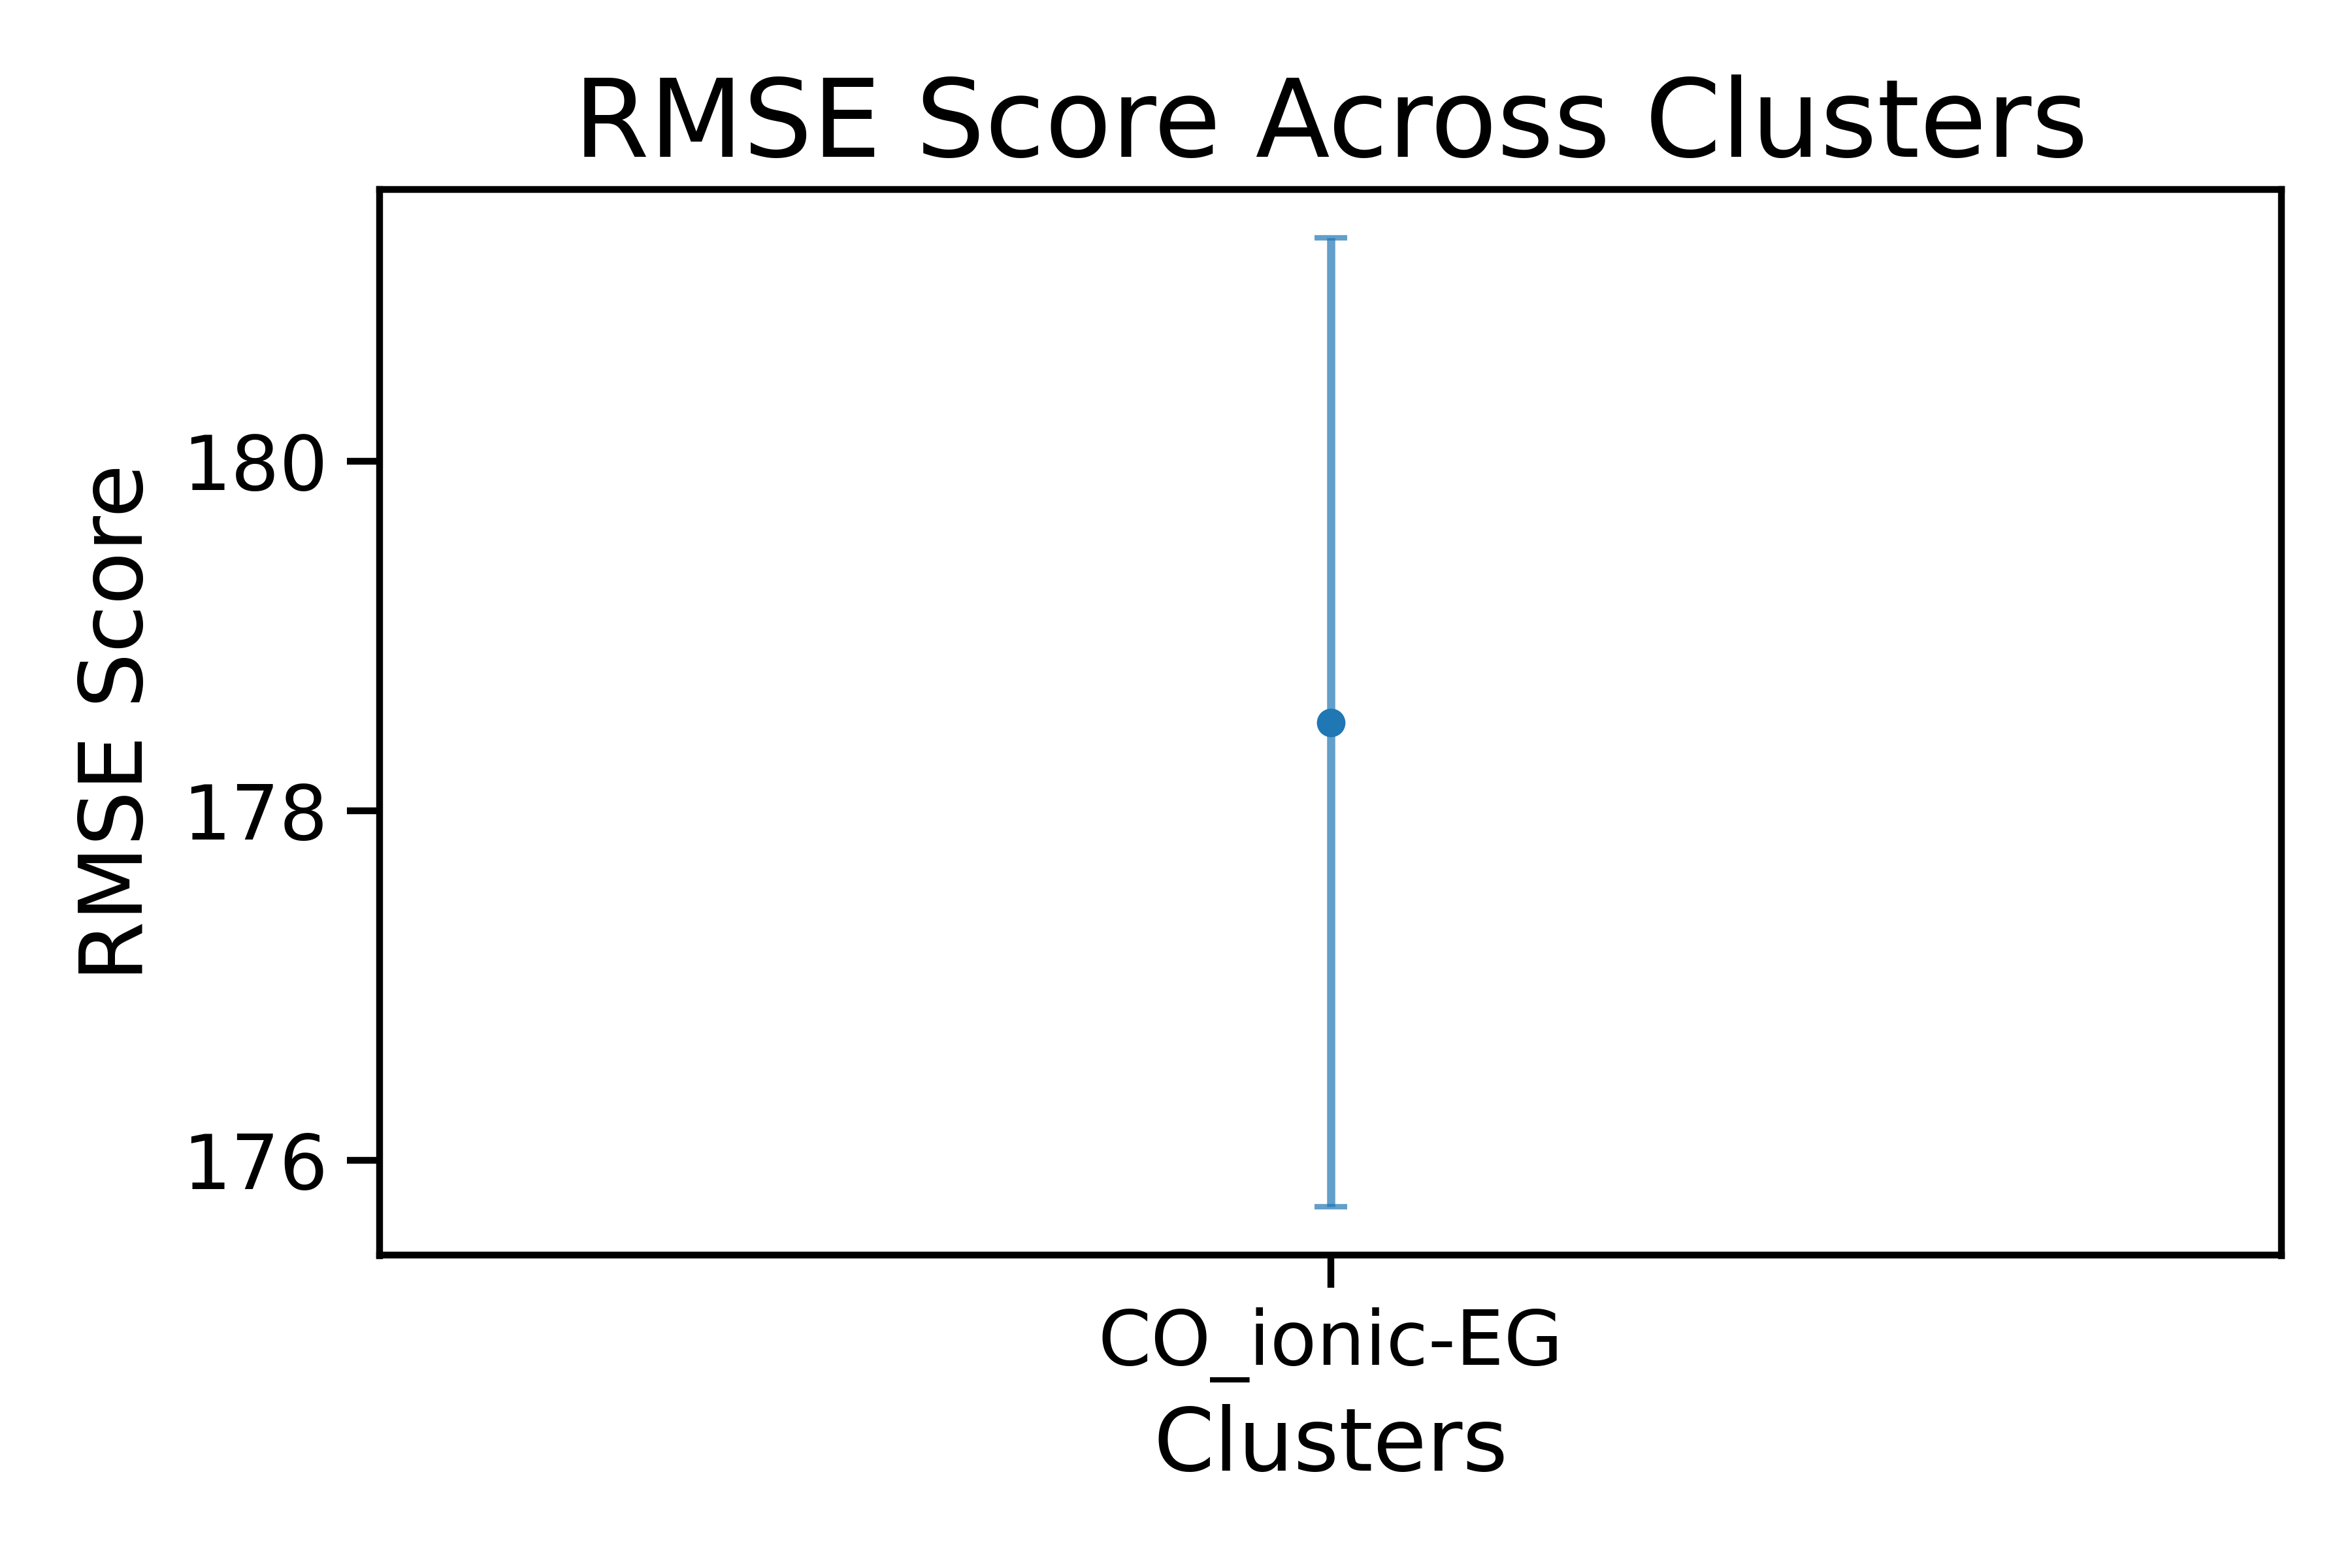 RMSE Score Across Clusters
RMSE Score
180
178
176
CO_ionic-EG
Clusters